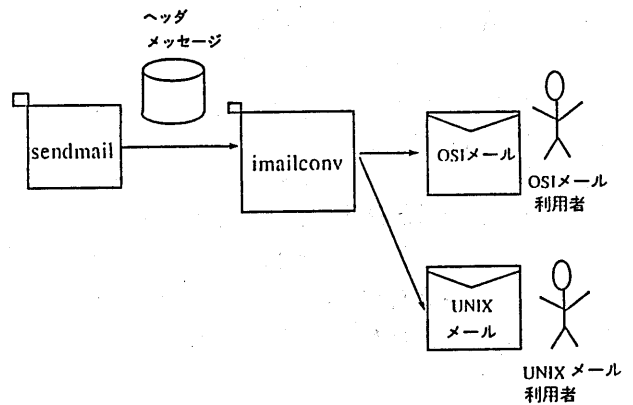 ヘッダ
メッセージ
sendmail
imailconv
OSIメール
OSIメール
利用者
UNIX
メール
UNIX メール
利用者